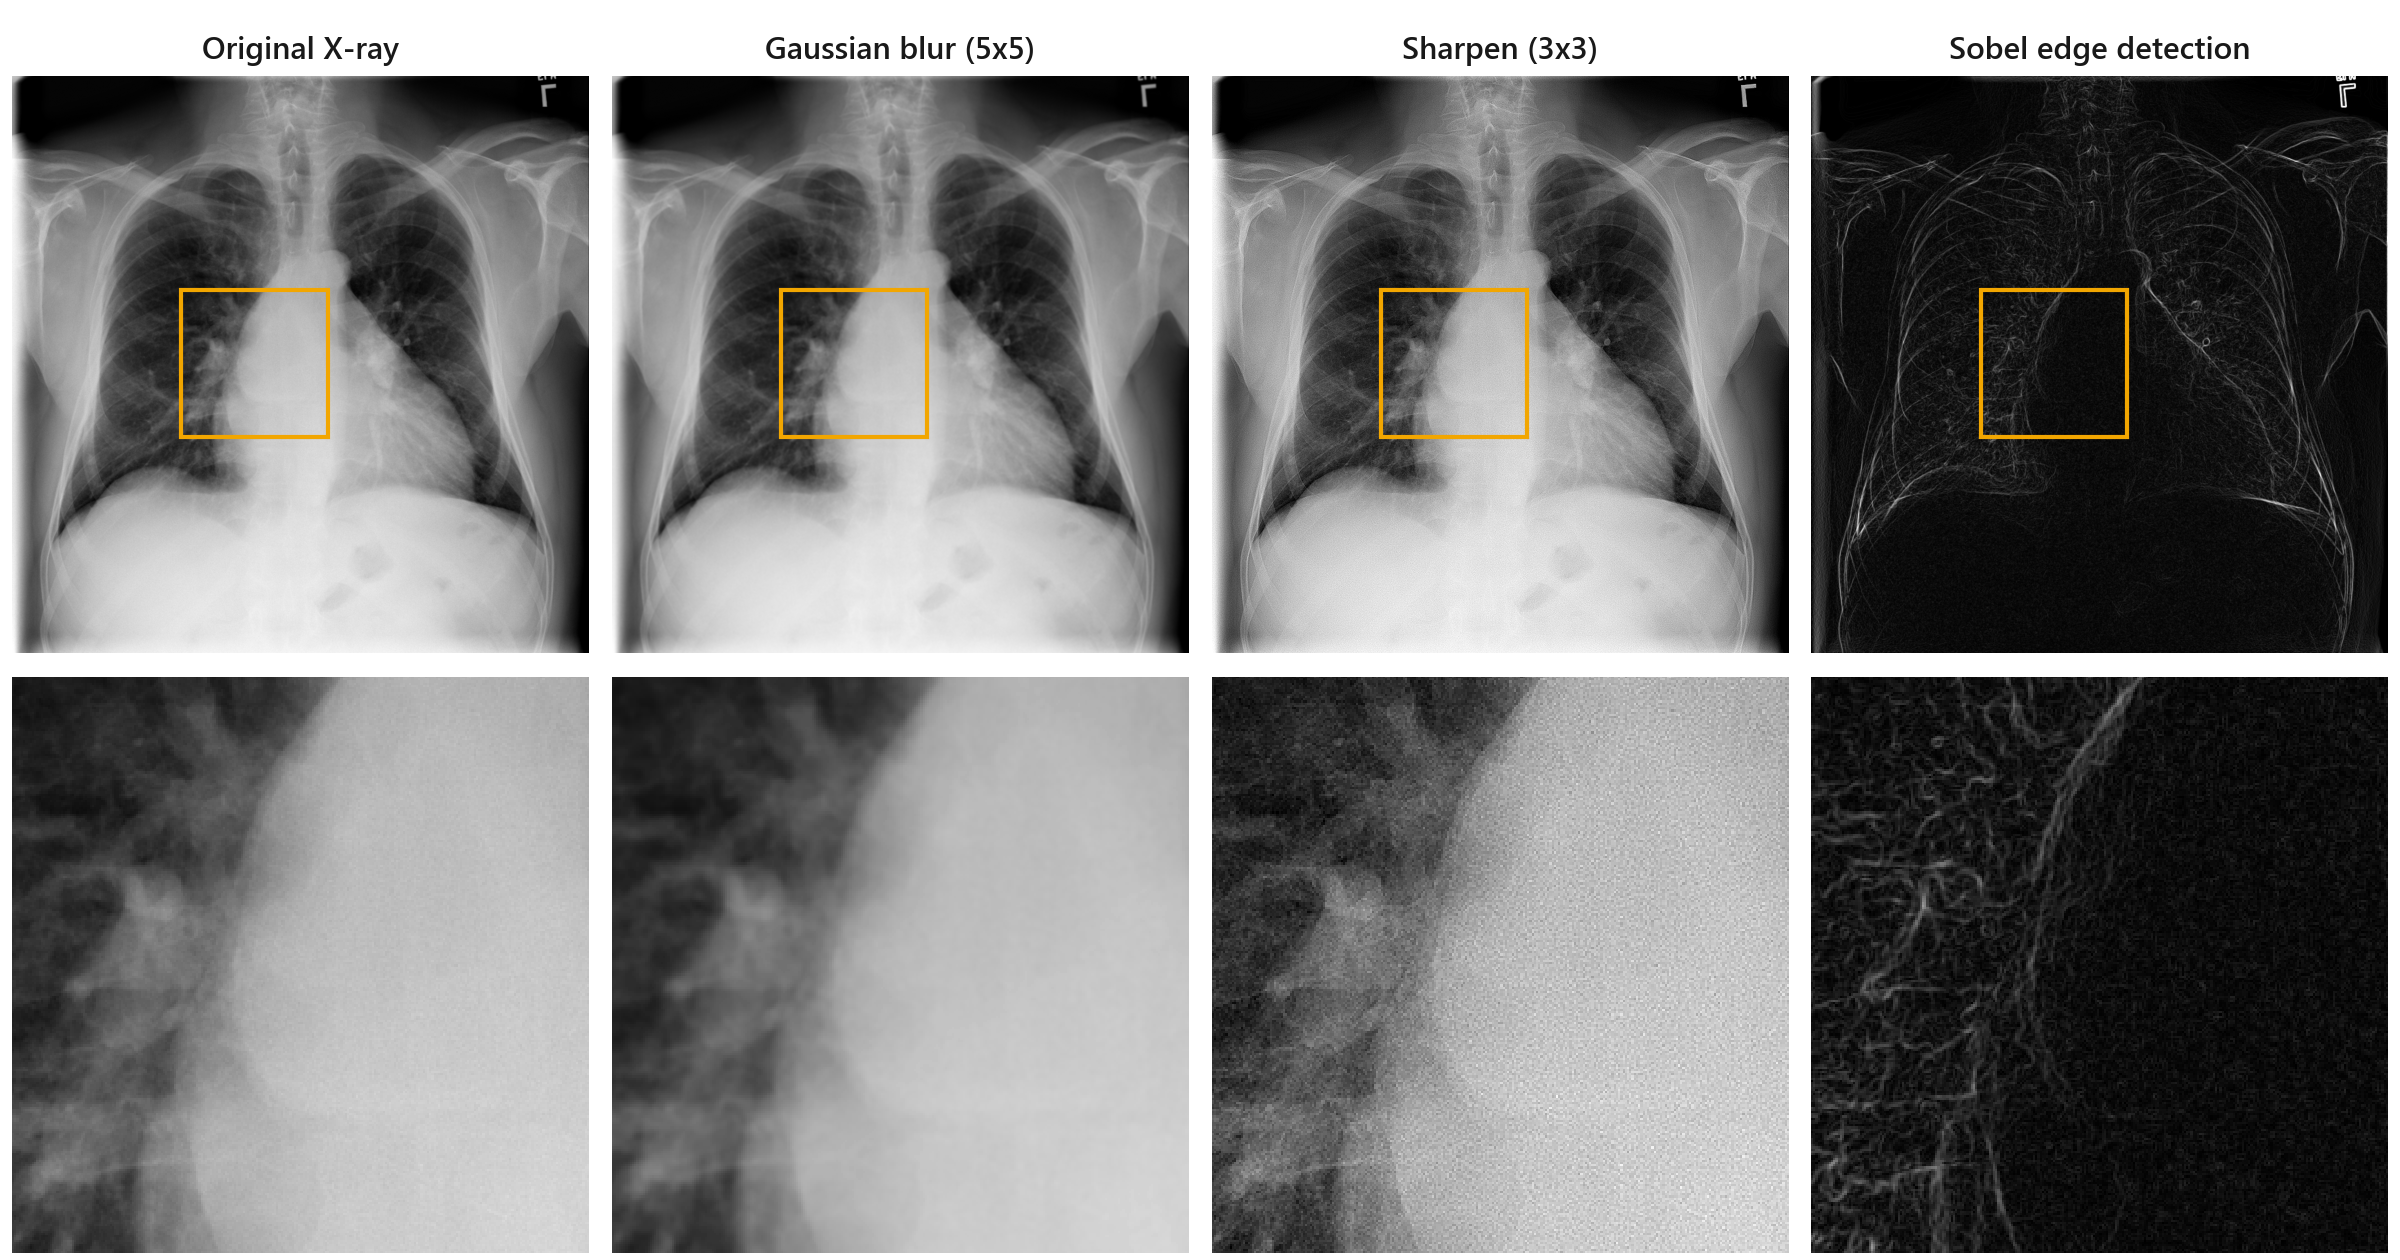 Original X-ray
Gaussian blur (5x5)
Sharpen (3x3)
Sobel edge detection
L
L
L
L